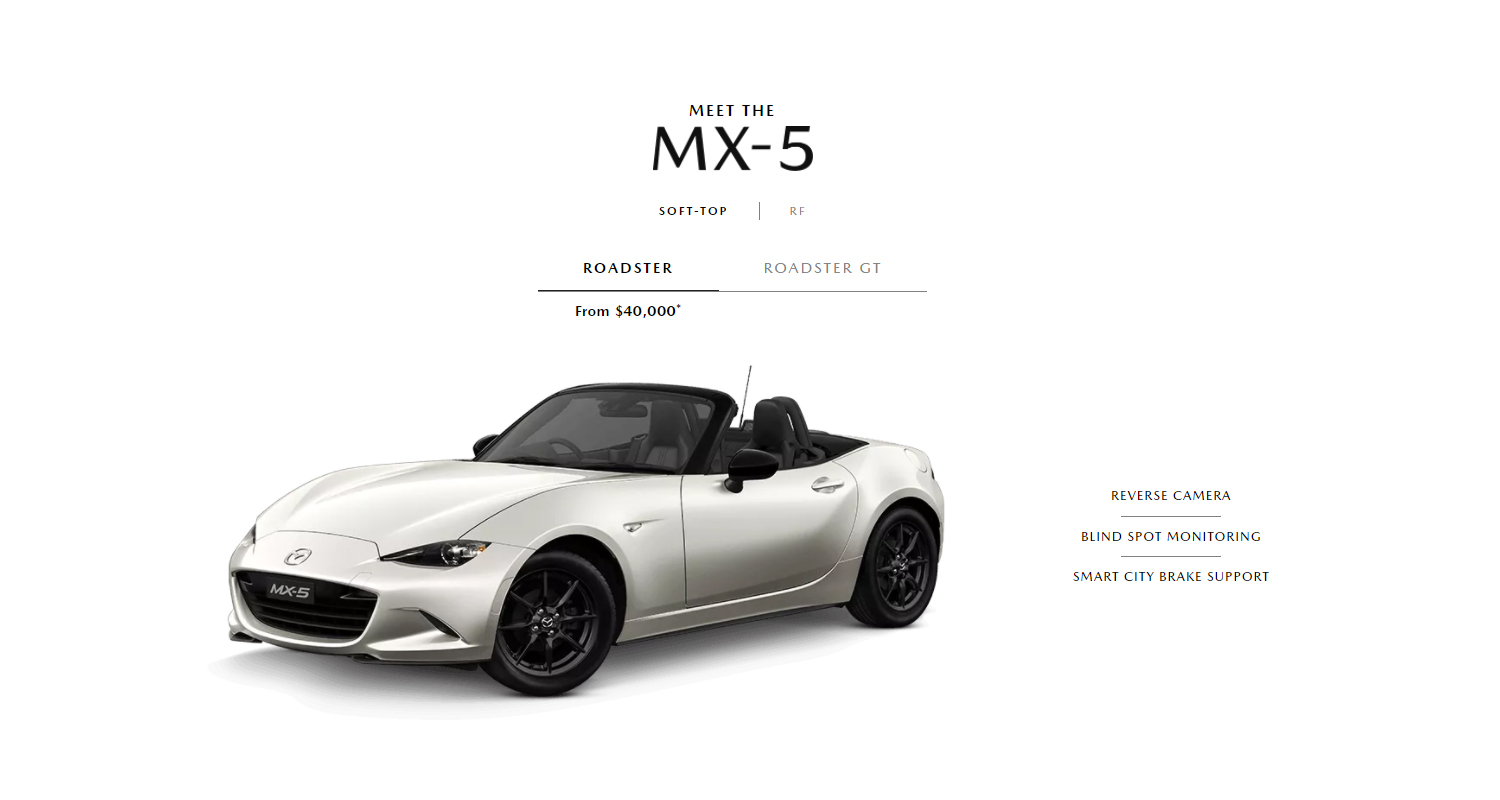 MEET THE
MX-5
SOFT-TOP | RF
ROADSTER ROADSTER GT
From $40,000*
MX-5
REVERSE CAMERA
BLIND SPOT MONITORING
SMART CITY BRAKE SUPPORT